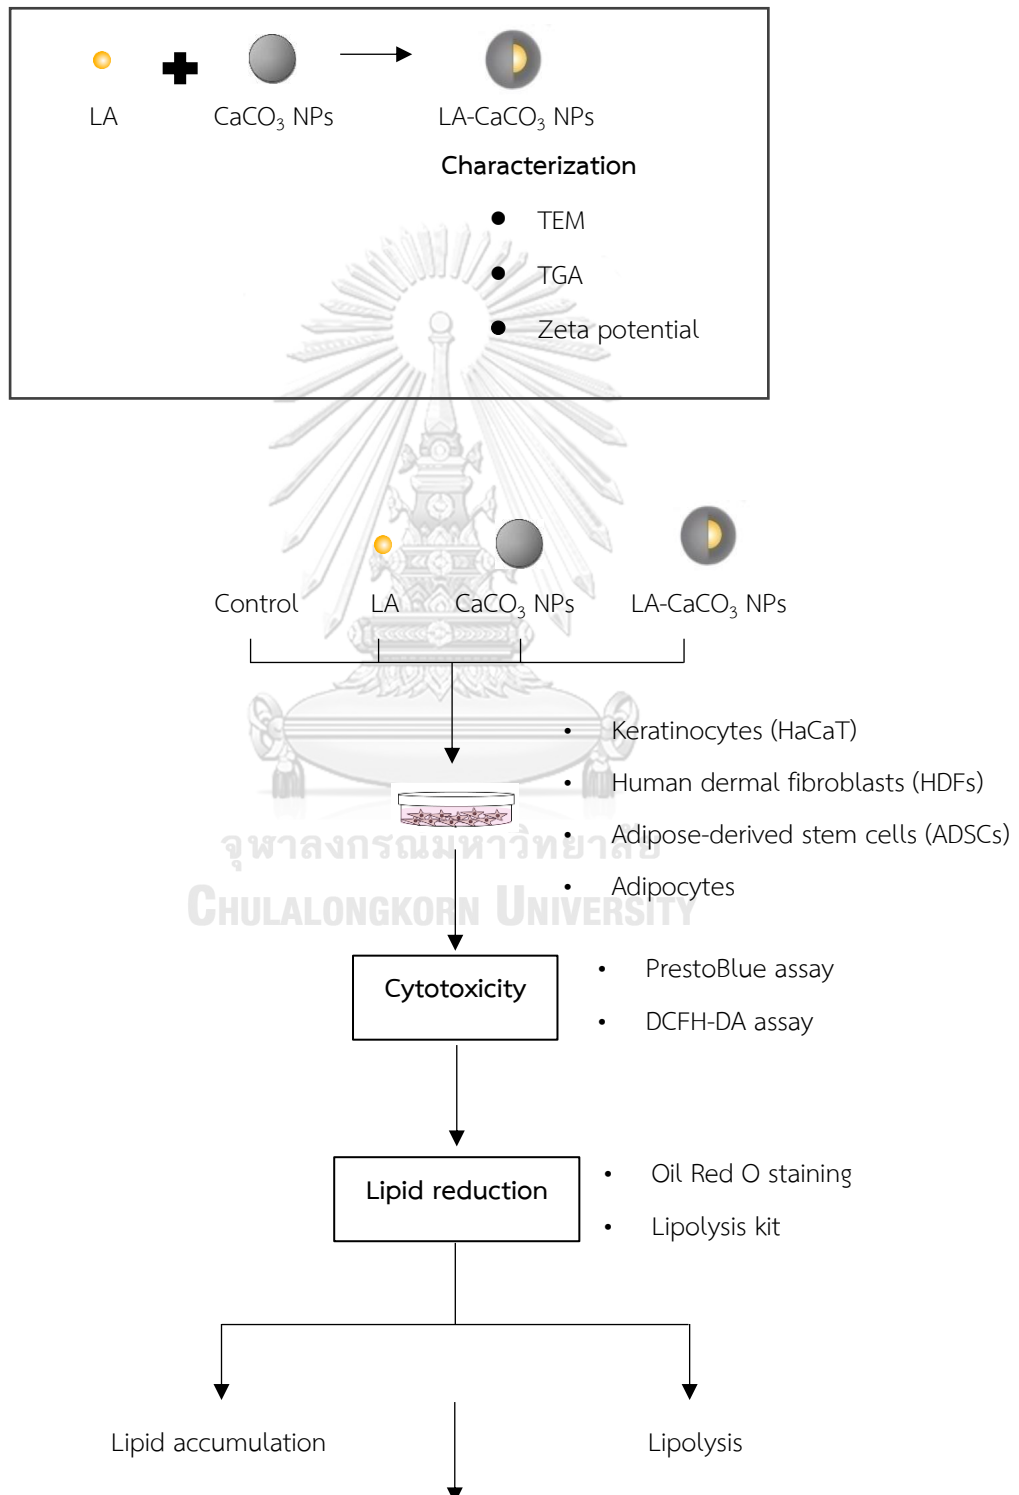 LA
CaCO₃ NPs
LA-CaCO₃ NPs
Characterization
● TEM
● TGA
● Zeta potential
Control
LA
CaCO₃ NPs
LA-CaCO₃ NPs
• Keratinocytes (HaCaT)
• Human dermal fibroblasts (HDFs)
• Adipose-derived stem cells (ADSCs)
• Adipocytes
จุฬาลงกรณ์มหาวิทยาลัย
CHULALONGKORN UNIVERSITY
Cytotoxicity
• PrestoBlue assay
• DCFH-DA assay
Lipid reduction
• Oil Red O staining
• Lipolysis kit
Lipid accumulation
Lipolysis